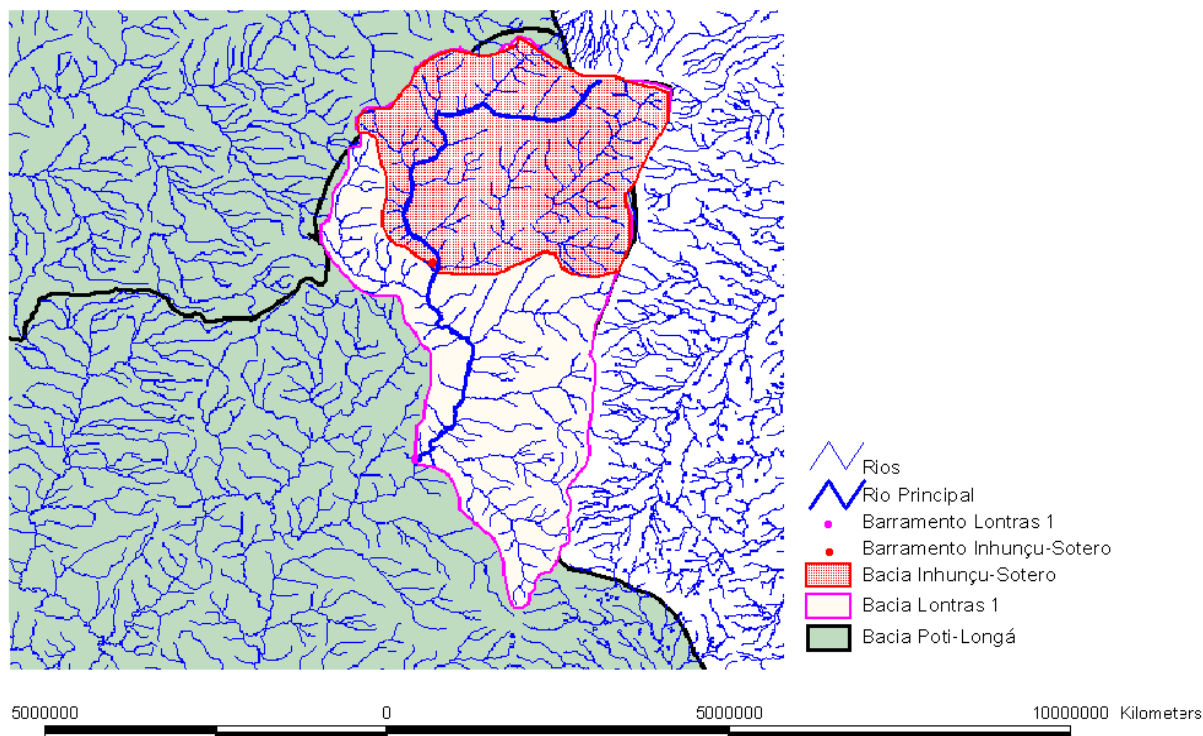 Rios
Rio Principal
Barramento Lontras 1
Barramento Inhunçu-Sotero
Bacia Inhunçu-Sotero
Bacia Lontras 1
Bacia Poti-Longá
5000000 0 5000000 10000000 Kilometers